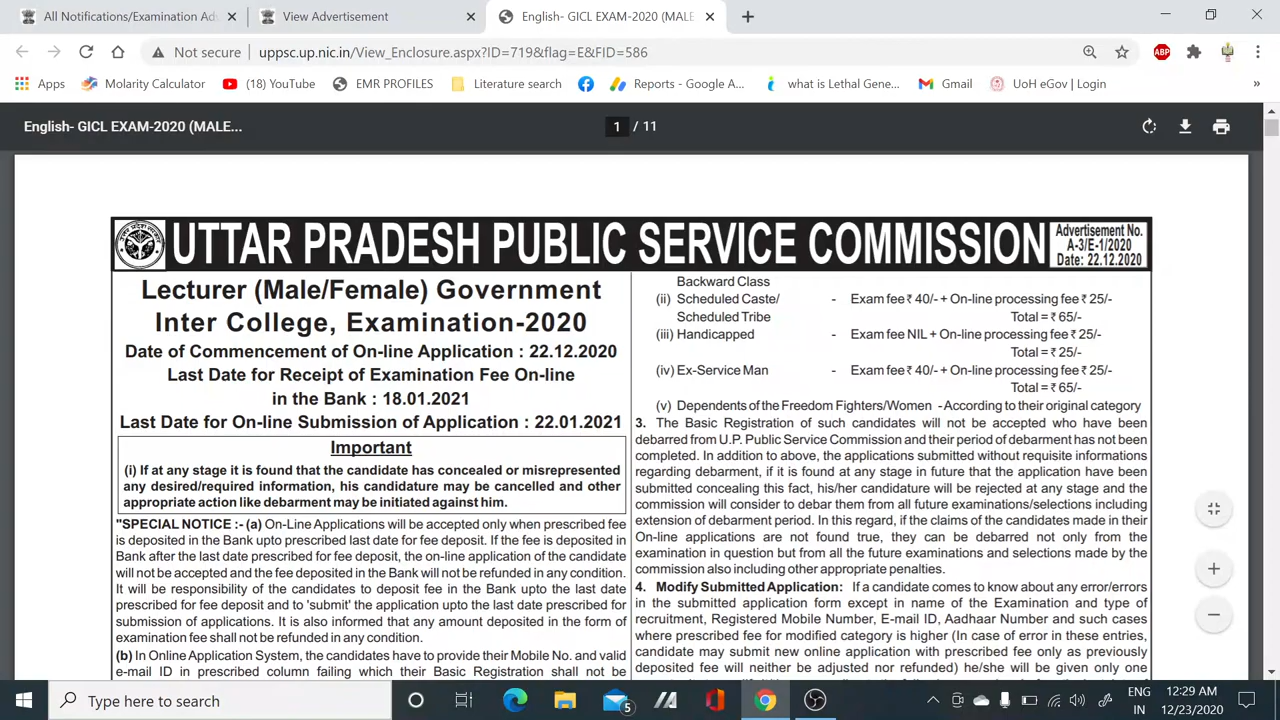 All Notifications/Examination Adv
View Advertisement
English- GICL EXAM-2020 (MALE
Not secure
uppsc.up.nic.in/View_Enclosure.aspx?ID=719&flag=E&FID=586
ABP
Apps
Molarity Calculator
(18) YouTube
EMR PROFILES
Literature search
Reports - Google A...
what is Lethal Gene...
Gmail
UoH eGov | Login
»
English- GICL EXAM-2020 (MALE...
1 / 11
UTTAR PRADESH PUBLIC SERVICE COMMISSION
Advertisement No.
A-3/E-1/2020
Date: 22.12.2020
Lecturer (Male/Female) Government
Inter College, Examination-2020
Date of Commencement of On-line Application : 22.12.2020
Last Date for Receipt of Examination Fee On-line
in the Bank : 18.01.2021
Last Date for On-line Submission of Application : 22.01.2021
Important
(i) If at any stage it is found that the candidate has concealed or misrepresented
any desired/required information, his candidature may be cancelled and other
appropriate action like debarment may be initiated against him.
"SPECIAL NOTICE :- (a) On-Line Applications will be accepted only when prescribed fee
is deposited in the Bank upto prescribed last date for fee deposit. If the fee is deposited in
Bank after the last date prescribed for fee deposit, the on-line application of the candidate
will not be accepted and the fee deposited in the Bank will not be refunded in any condition.
It will be responsibility of the candidates to deposit fee in the Bank upto the last date
prescribed for fee deposit and to 'submit' the application upto the last date prescribed for
submission of applications. It is also informed that any amount deposited in the form of
examination fee shall not be refunded in any condition.
(b) In Online Application System, the candidates have to provide their Mobile No. and valid
e-mail ID in prescribed column failing which their Basic Registration shall not be
Backward Class
(ii) Scheduled Caste/ - Exam fee ₹ 40/- + On-line processing fee ₹ 25/-
Scheduled Tribe Total = ₹ 65/-
(iii) Handicapped - Exam fee NIL + On-line processing fee ₹ 25/-
Total = ₹ 25/-
(iv) Ex-Service Man - Exam fee ₹ 40/- + On-line processing fee ₹ 25/-
Total = ₹ 65/-
(v) Dependents of the Freedom Fighters/Women - According to their original category
3. The Basic Registration of such candidates will not be accepted who have been
debarred from U.P. Public Service Commission and their period of debarment has not been
completed. In addition to above, the applications submitted without requisite informations
regarding debarment, if it is found at any stage in future that the application have been
submitted concealing this fact, his/her candidature will be rejected at any stage and the
commission will consider to debar them from all future examinations/selections including
extension of debarment period. In this regard, if the claims of the candidates made in their
On-line applications are not found true, they can be debarred not only from the
examination in question but from all the future examinations and selections made by the
commission also including other appropriate penalties.
4. Modify Submitted Application: If a candidate comes to know about any error/errors
in the submitted application form except in name of the Examination and type of
recruitment, Registered Mobile Number, E-mail ID, Aadhaar Number and such cases
where prescribed fee for modified category is higher (In case of error in these entries,
candidate may submit new online application with prescribed fee only as previously
deposited fee will neither be adjusted nor refunded) he/she will be given only one
Type here to search
5
ENG
IN
12:29 AM
12/23/2020